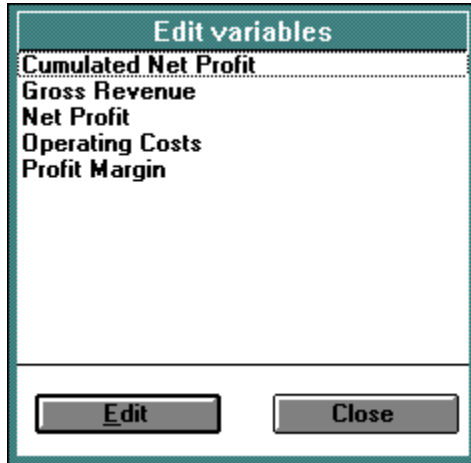 Edit variables
Cumulated Net Profit
Gross Revenue
Net Profit
Operating Costs
Profit Margin
Edit
Close